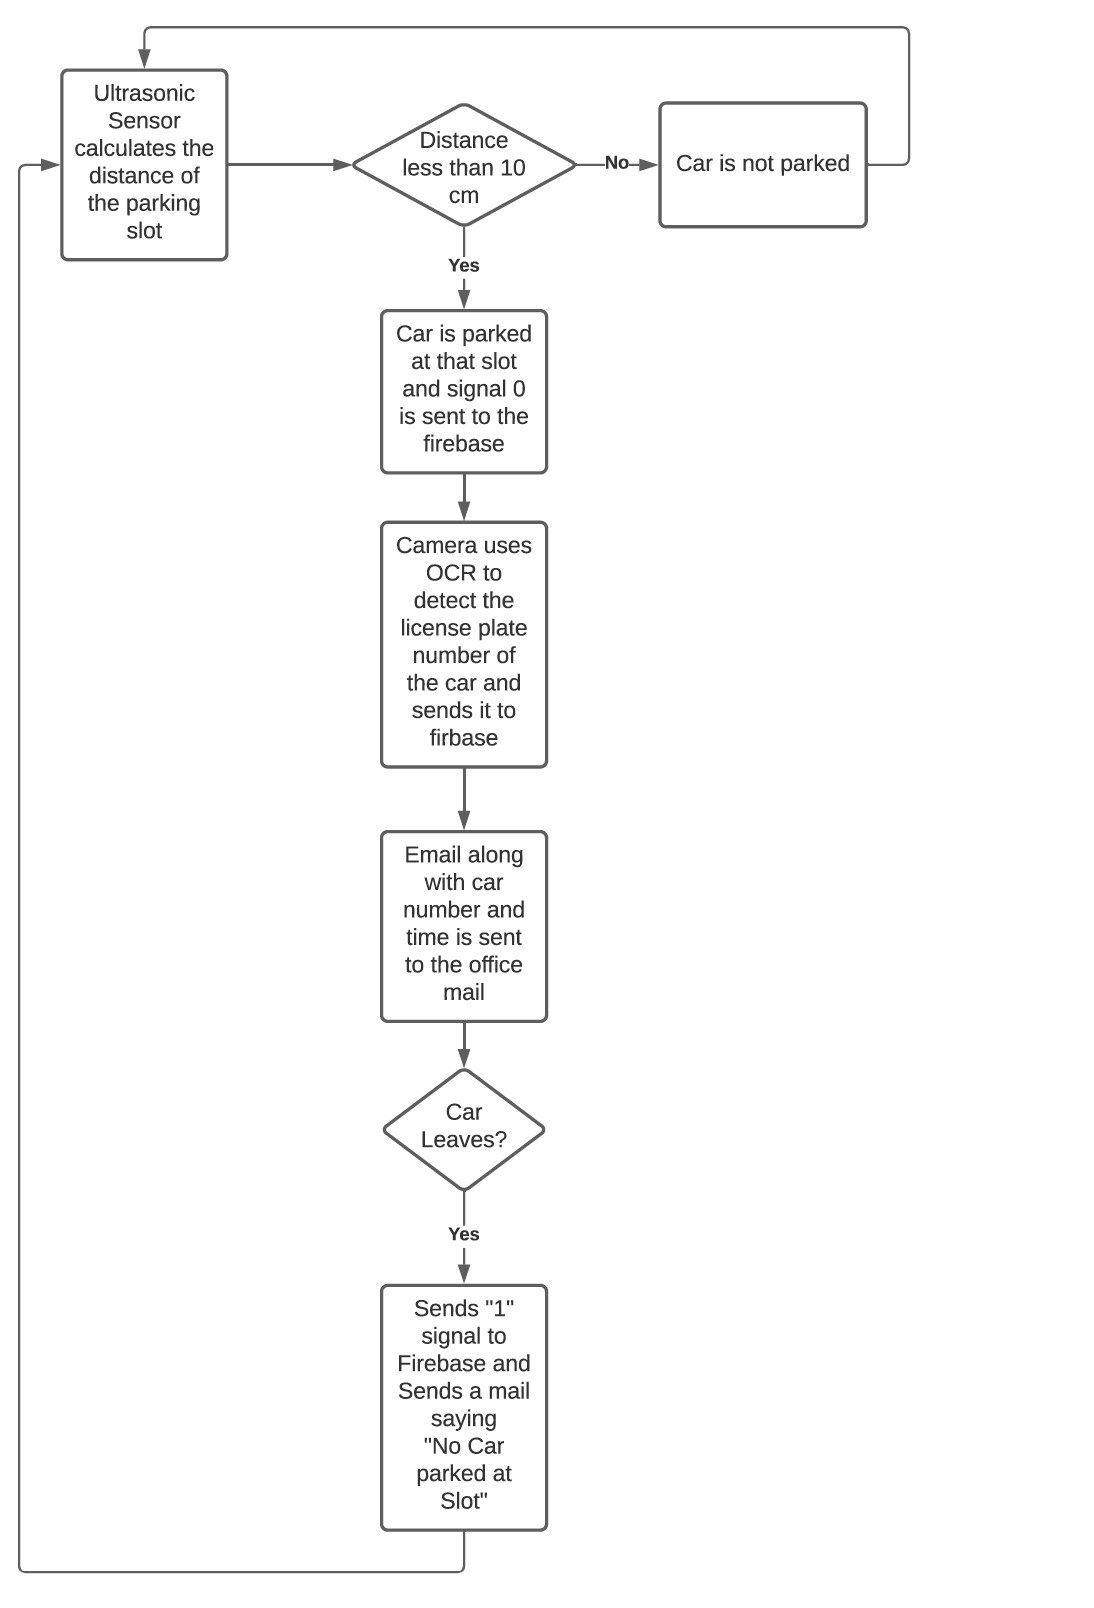 Ultrasonic
Sensor
calculates the
distance of
the parking
slot
Distance
less than 10
cm
No
Car is not parked
Yes
Car is parked
at that slot
and signal 0
is sent to the
firebase
Camera uses
OCR to
detect the
license plate
number of
the car and
sends it to
firbase
Email along
with car
number and
time is sent
to the office
mail
Car
Leaves?
Yes
Sends "1"
signal to
Firebase and
Sends a mail
saying
"No Car
parked at
Slot"